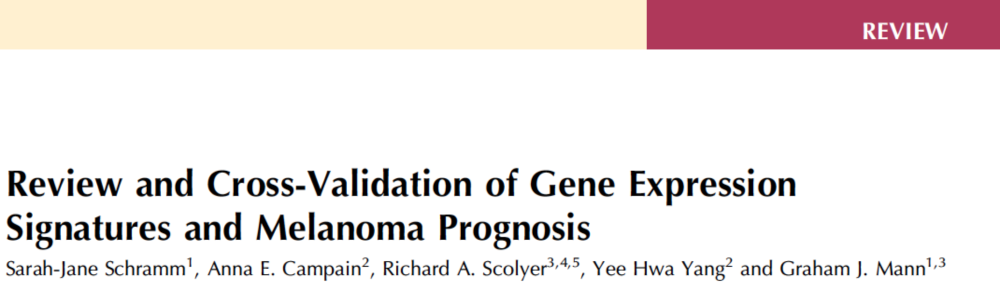 REVIEW
Review and Cross-Validation of Gene Expression
Signatures and Melanoma Prognosis
Sarah-Jane Schramm¹, Anna E. Campain², Richard A. Scolyer³,⁴,⁵, Yee Hwa Yang² and Graham J. Mann¹,³